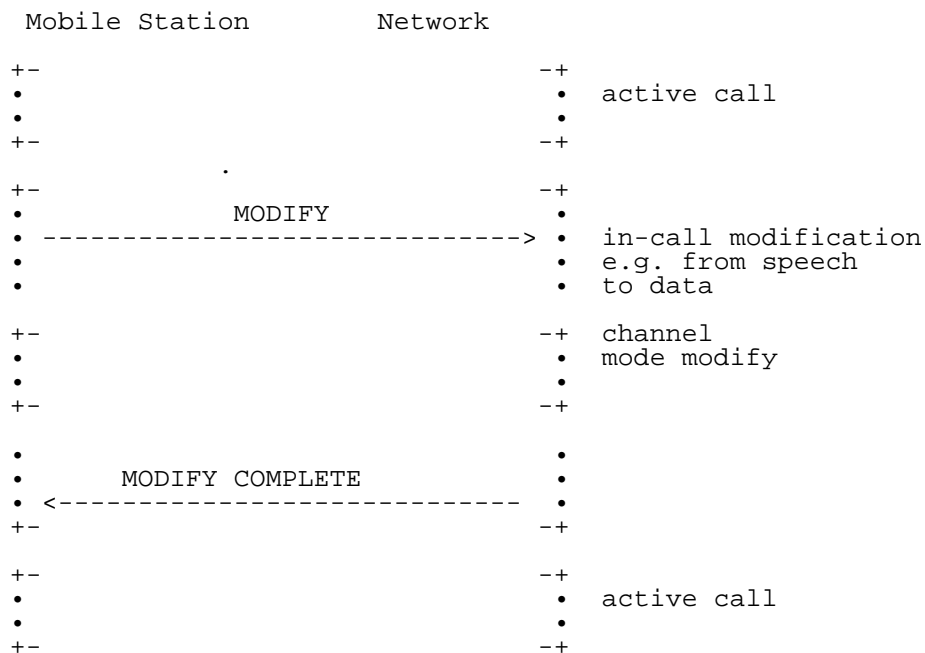 Mobile Station Network
+- -+
• • active call
• •
+- -+
.
+- -+
• MODIFY •
• ------------------------------> • in-call modification
• • e.g. from speech
• • to data
+- -+ channel
• • mode modify
• •
+- -+
• •
• MODIFY COMPLETE •
• <----------------------------- •
+- -+
+- -+
• • active call
• •
+- -+